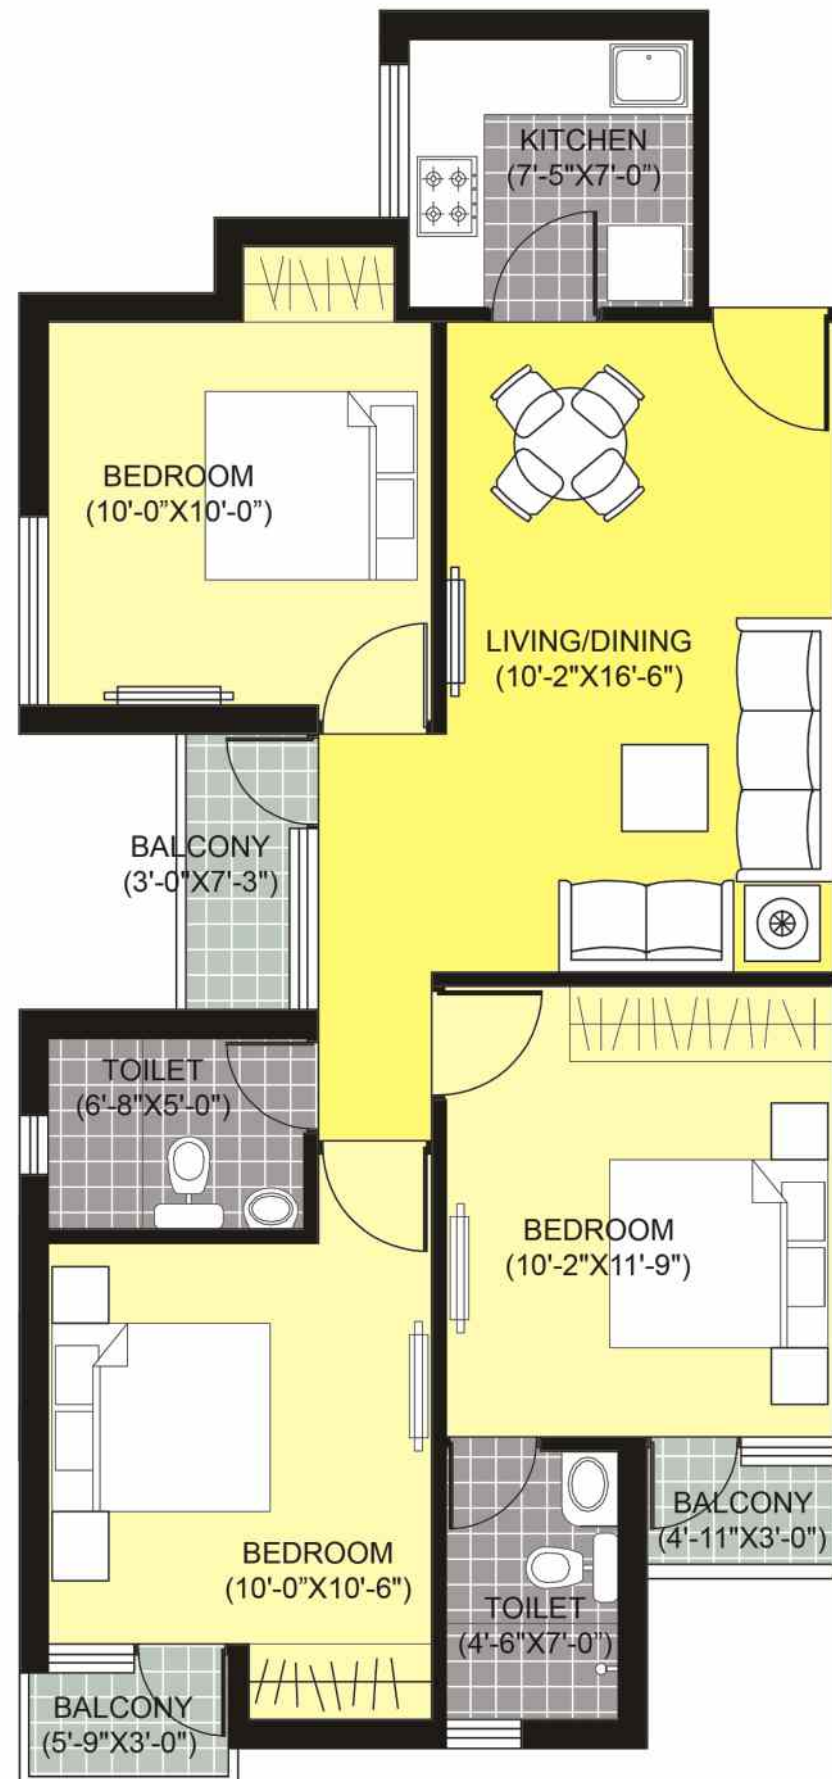 KITCHEN
(7'-5"X7'-0”)
BEDROOM
(10'-0”X10'-0”)
LIVING/DINING
(10'-2"X16'-6")
BALCONY
(3'-0"X7'-3")
TOILET
(6'-8"X5'-0")
BEDROOM
(10'-2"X11'-9")
BALCONY
(4'-11"X3'-0")
BEDROOM
(10'-0”X10'-6")
TOILET
(4'-6"X7'-0”)
BALCONY
(5'-9"X3'-0")